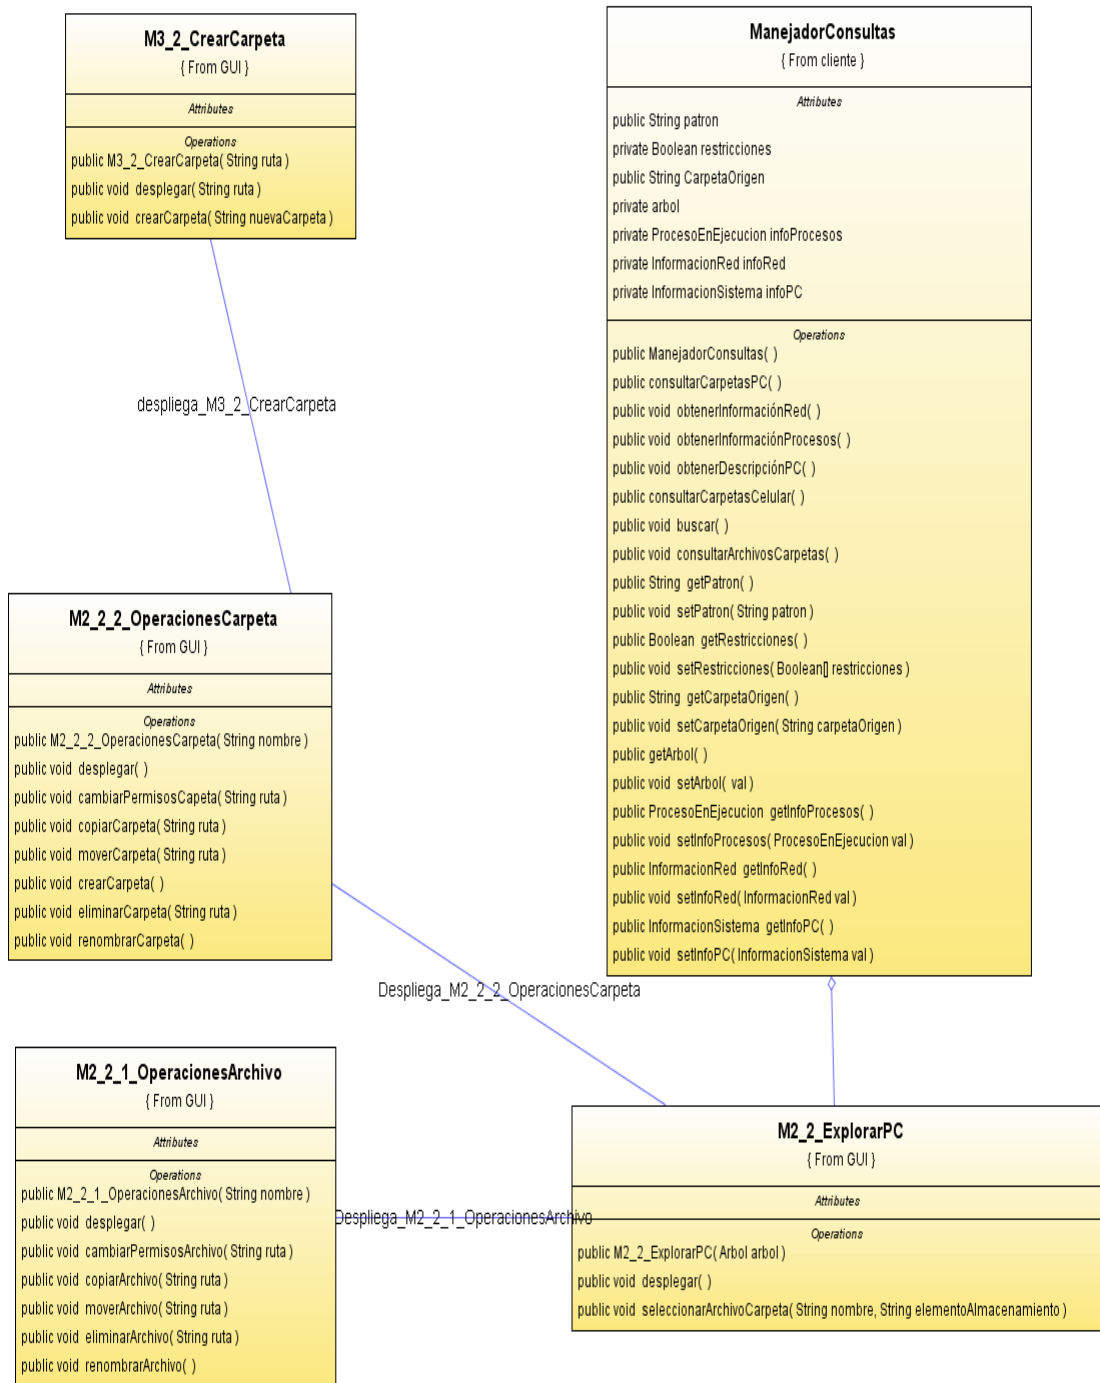 M3_2_CrearCarpeta
{ From GUI }
Attributes
Operations
public M3_2_CrearCarpeta( String ruta )
public void desplegar( String ruta )
public void crearCarpeta( String nuevaCarpeta )
ManejadorConsultas
{ From cliente }
Attributes
public String patron
private Boolean restricciones
public String CarpetaOrigen
private arbol
private ProcesoEnEjecucion infoProcesos
private InformacionRed infoRed
private InformacionSistema infoPC
Operations
public ManejadorConsultas( )
public consultarCarpetasPC( )
public void obtenerInformaciónRed( )
public void obtenerInformaciónProcesos( )
public void obtenerDescripciónPC( )
public consultarCarpetasCelular( )
public void buscar( )
public void consultarArchivosCarpetas( )
public String getPatron( )
public void setPatron( String patron )
public Boolean getRestricciones( )
public void setRestricciones( Boolean[] restricciones )
public String getCarpetaOrigen( )
public void setCarpetaOrigen( String carpetaOrigen )
public getArbol( )
public void setArbol( val )
public ProcesoEnEjecucion getInfoProcesos( )
public void setInfoProcesos( ProcesoEnEjecucion val )
public InformacionRed getInfoRed( )
public void setInfoRed( InformacionRed val )
public InformacionSistema getInfoPC( )
public void setInfoPC( InformacionSistema val )
despliega_M3_2_CrearCarpeta
M2_2_2_OperacionesCarpeta
{ From GUI }
Attributes
Operations
public M2_2_2_OperacionesCarpeta( String nombre )
public void desplegar( )
public void cambiarPermisosCapeta( String ruta )
public void copiarCarpeta( String ruta )
public void moverCarpeta( String ruta )
public void crearCarpeta( )
public void eliminarCarpeta( String ruta )
public void renombrarCarpeta( )
Despliega_M2_2_2_OperacionesCarpeta
M2_2_1_OperacionesArchivo
{ From GUI }
Attributes
Operations
public M2_2_1_OperacionesArchivo( String nombre )
public void desplegar( )
public void cambiarPermisosArchivo( String ruta )
public void copiarArchivo( String ruta )
public void moverArchivo( String ruta )
public void eliminarArchivo( String ruta )
public void renombrarArchivo( )
Despliega_M2_2_1_OperacionesArchivo
M2_2_ExplorarPC
{ From GUI }
Attributes
Operations
public M2_2_ExplorarPC( Arbol arbol )
public void desplegar( )
public void seleccionarArchivoCarpeta( String nombre, String elementoAlmacenamiento )